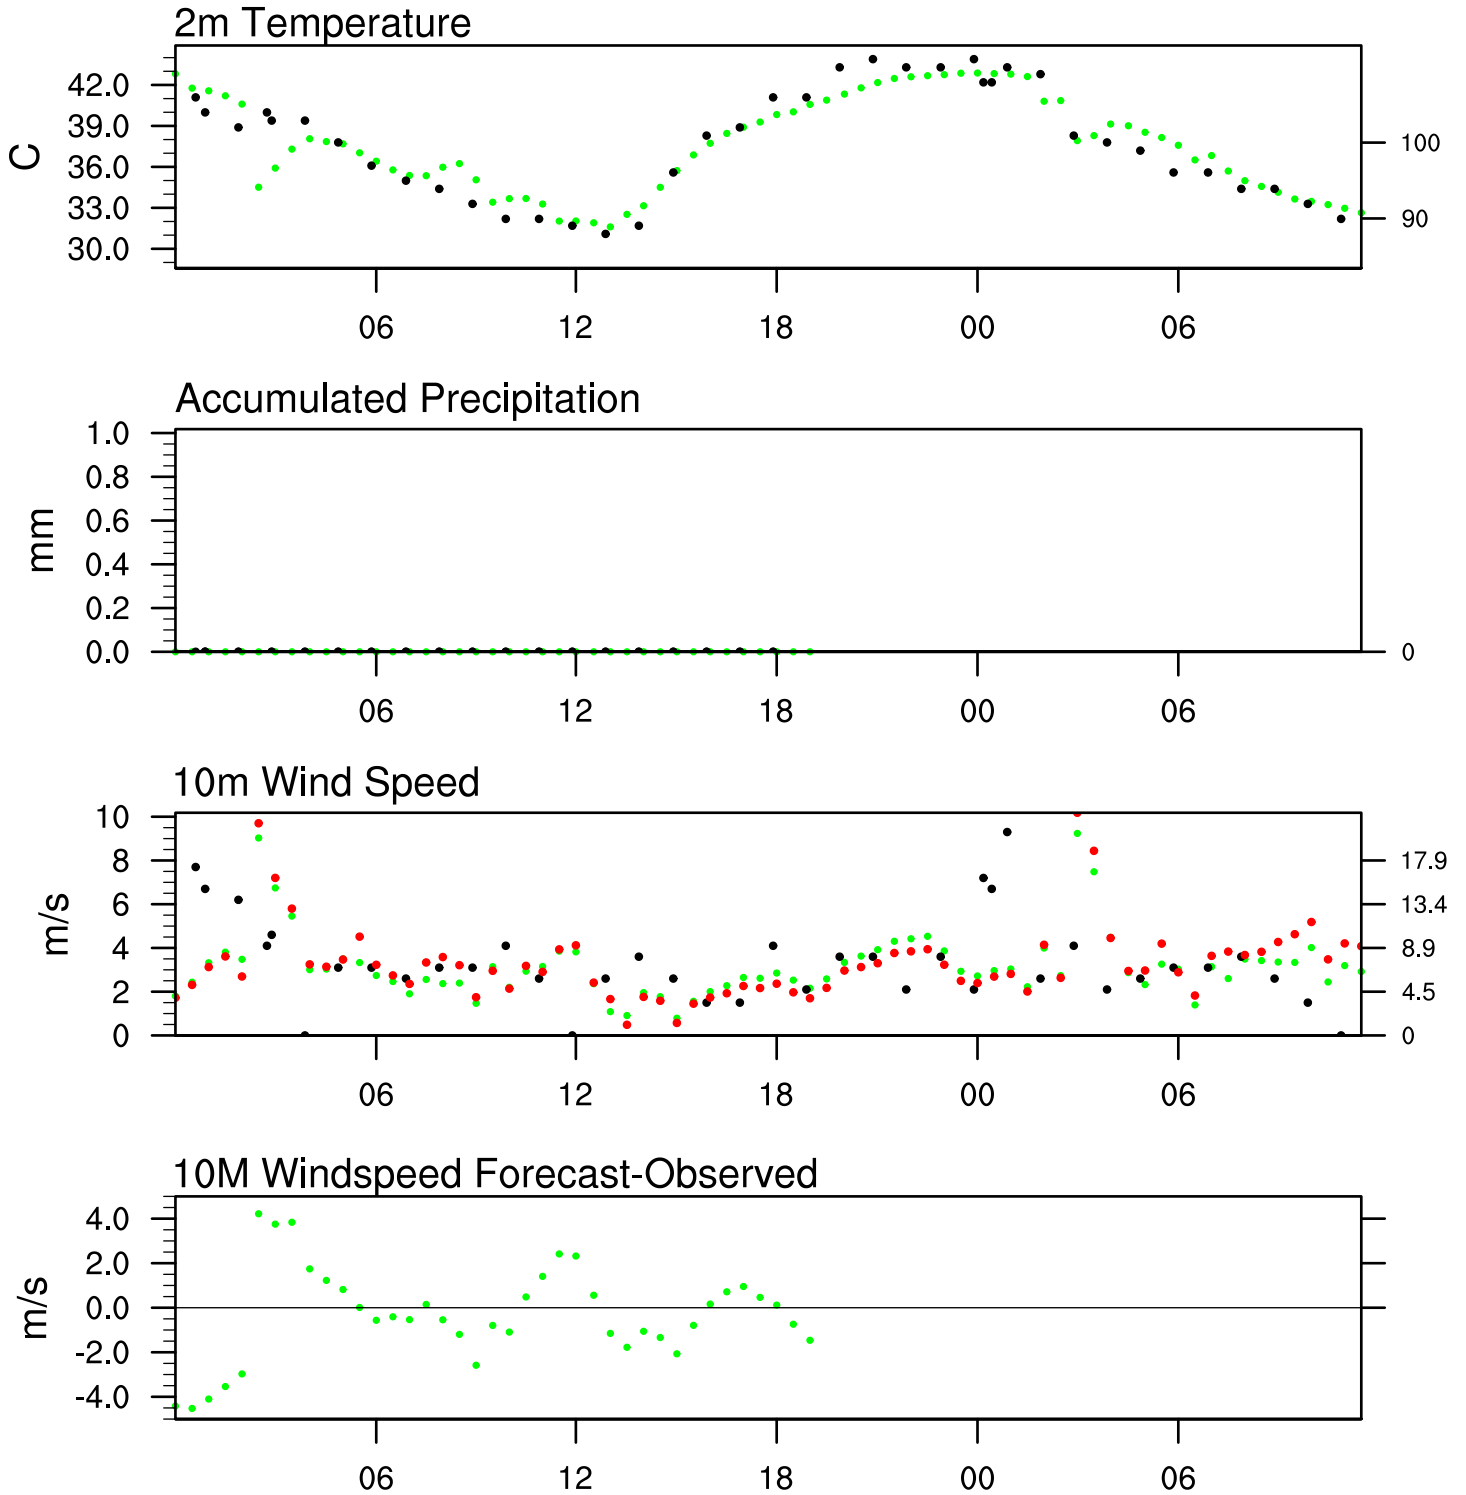 2m Temperature
C
42.0
39.0
36.0
33.0
30.0
100
90
06 12 18 00 06
Accumulated Precipitation
mm
1.0
0.8
0.6
0.4
0.2
0.0
0
06 12 18 00 06
10m Wind Speed
m/s
10
8
6
4
2
0
17.9
13.4
8.9
4.5
0
06 12 18 00 06
10M Windspeed Forecast-Observed
m/s
4.0
2.0
0.0
-2.0
-4.0
06 12 18 00 06